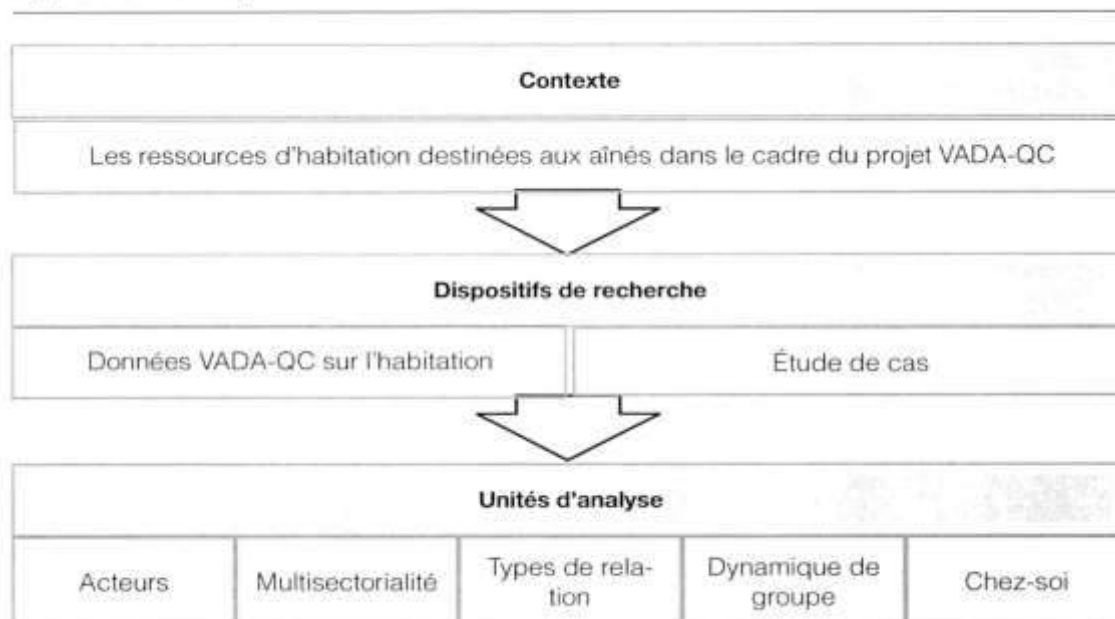 Contexte
Les ressources d'habitation destinées aux aînés dans le cadre du projet VADA-QC
Dispositifs de recherche
Données VADA-QC sur l'habitation
Étude de cas
Unités d'analyse
Acteurs
Multisectorialité
Types de rela-
tion
Dynamique de
groupe
Chez-soi